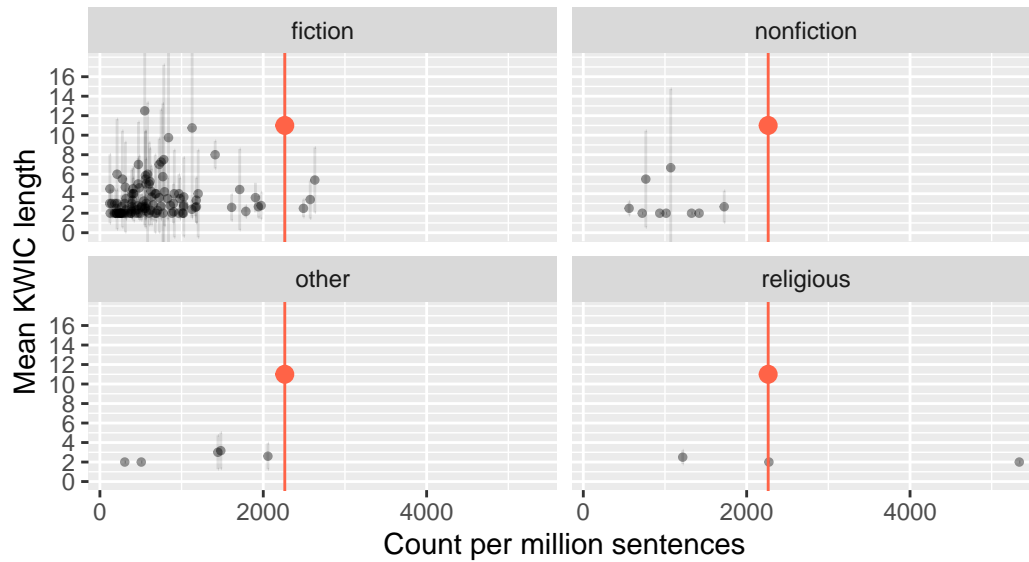 fiction
nonfiction
16
14
12
10
8
6
4
2
0
other
religious
16
14
12
10
8
6
4
2
0
0 2000 4000
0 2000 4000
Mean KWIC length
Count per million sentences